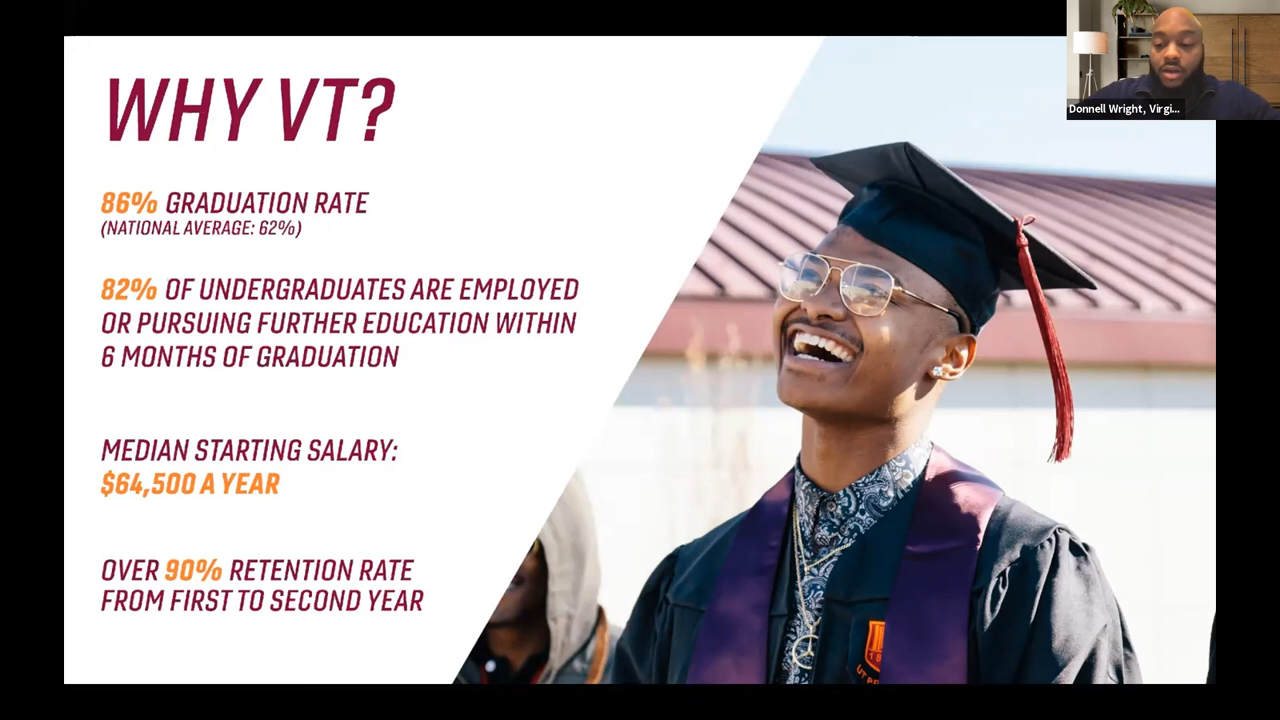 WHY VT?
86% GRADUATION RATE
(NATIONAL AVERAGE: 62%)
82% OF UNDERGRADUATES ARE EMPLOYED
OR PURSUING FURTHER EDUCATION WITHIN
6 MONTHS OF GRADUATION
MEDIAN STARTING SALARY:
$64,500 A YEAR
OVER 90% RETENTION RATE
FROM FIRST TO SECOND YEAR
Donnell Wright, Virgi...